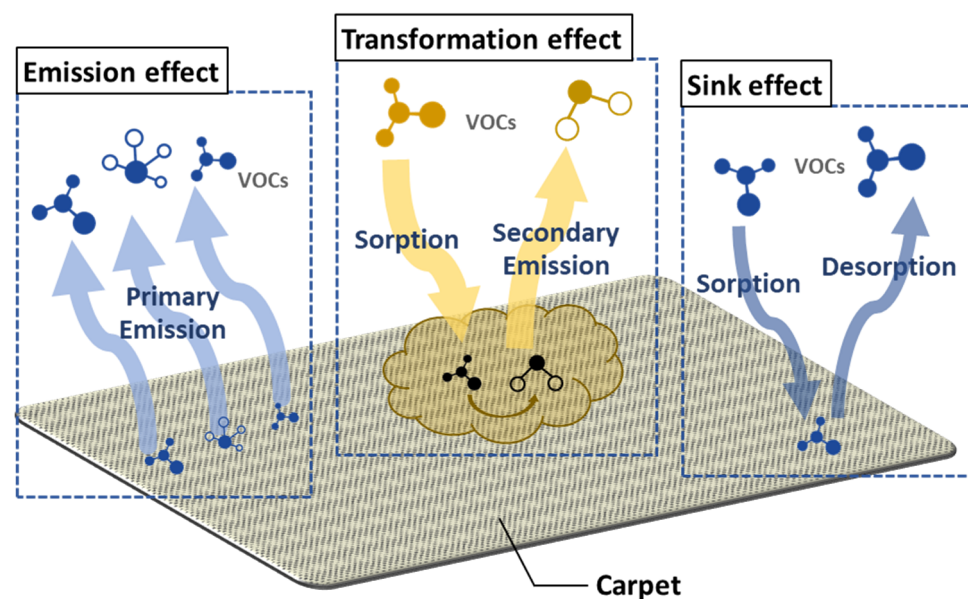 Emission effect
VOCs
Primary
Emission
Transformation effect
VOCs
Sorption
Secondary
Emission
Sink effect
VOCs
Sorption
Desorption
Carpet